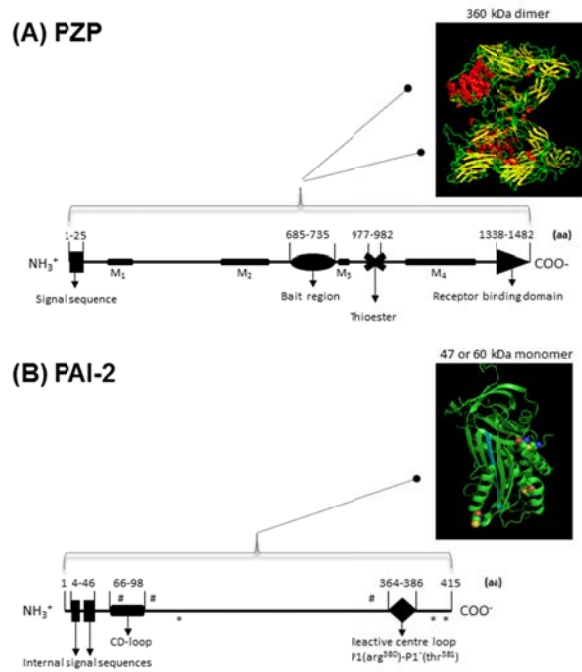 360 kDa dimer
(A) PZP
1-25 685-735 977-982 1338-1482 (aa)
NH₃⁺ M₁ M₂ M₃ M₄ COO-
Signal sequence Bait region Receptor birding domain
Thioester
47 or 60 kDa monomer
(B) PAI-2
1 4-46 66-98 364-386 415
# # #
NH₃⁺ COO⁻
* * *
CD-loop Reactive centre loop
Internal signal sequences P1(arg³⁸⁰)-P1'(thr³⁸¹)